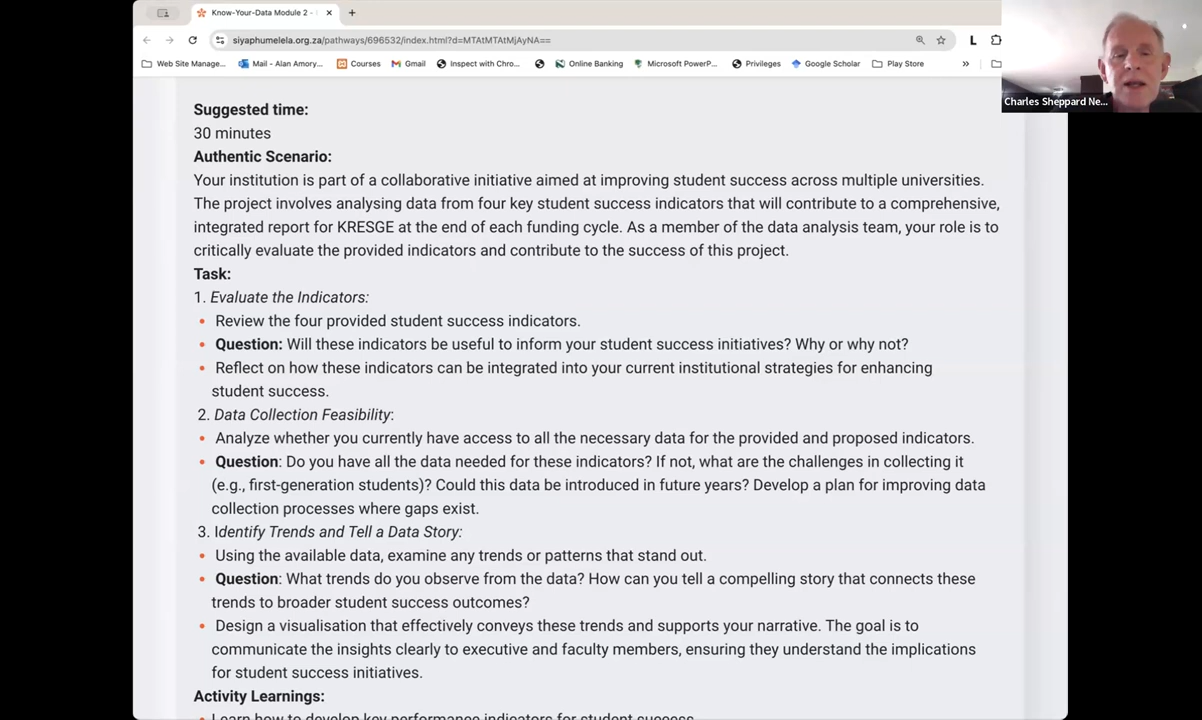 Know-Your-Data Module 2 -
siyaphumelela.org.za/pathways/696532/index.html?d=MTAtMTAtMjAyNA==
L
Web Site Manage...
Mail - Alan Amory...
Courses
Gmail
Inspect with Chro...
Online Banking
Microsoft PowerP...
Privileges
Google Scholar
Play Store
»
Charles Sheppard Ne...
Suggested time:
30 minutes
Authentic Scenario:
Your institution is part of a collaborative initiative aimed at improving student success across multiple universities.
The project involves analysing data from four key student success indicators that will contribute to a comprehensive,
integrated report for KRESGE at the end of each funding cycle. As a member of the data analysis team, your role is to
critically evaluate the provided indicators and contribute to the success of this project.
Task:
1. Evaluate the Indicators:
• Review the four provided student success indicators.
• Question: Will these indicators be useful to inform your student success initiatives? Why or why not?
• Reflect on how these indicators can be integrated into your current institutional strategies for enhancing
student success.
2. Data Collection Feasibility:
• Analyze whether you currently have access to all the necessary data for the provided and proposed indicators.
• Question: Do you have all the data needed for these indicators? If not, what are the challenges in collecting it
(e.g., first-generation students)? Could this data be introduced in future years? Develop a plan for improving data
collection processes where gaps exist.
3. Identify Trends and Tell a Data Story:
• Using the available data, examine any trends or patterns that stand out.
• Question: What trends do you observe from the data? How can you tell a compelling story that connects these
trends to broader student success outcomes?
• Design a visualisation that effectively conveys these trends and supports your narrative. The goal is to
communicate the insights clearly to executive and faculty members, ensuring they understand the implications
for student success initiatives.
Activity Learnings:
• Learn how to develop key performance indicators for student success